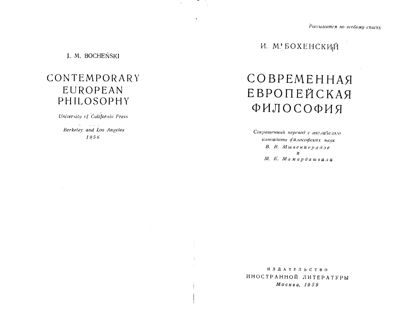 J. M. BOCHEŃSKI
CONTEMPORARY
EUROPEAN
PHILOSOPHY
University of California Press
Berkeley and Los Angeles
1956
Рассылается по особому списку
И. М. БОХЕНСКИЙ
СОВРЕМЕННАЯ
ЕВРОПЕЙСКАЯ
ФИЛОСОФИЯ
Сокращенный перевод с английского
кандидата философских наук
В. В. Мшвениерадзе
и
М. К. Мамардашвили
ИЗДАТЕЛЬСТВО
ИНОСТРАННОЙ ЛИТЕРАТУРЫ
Москва, 1959